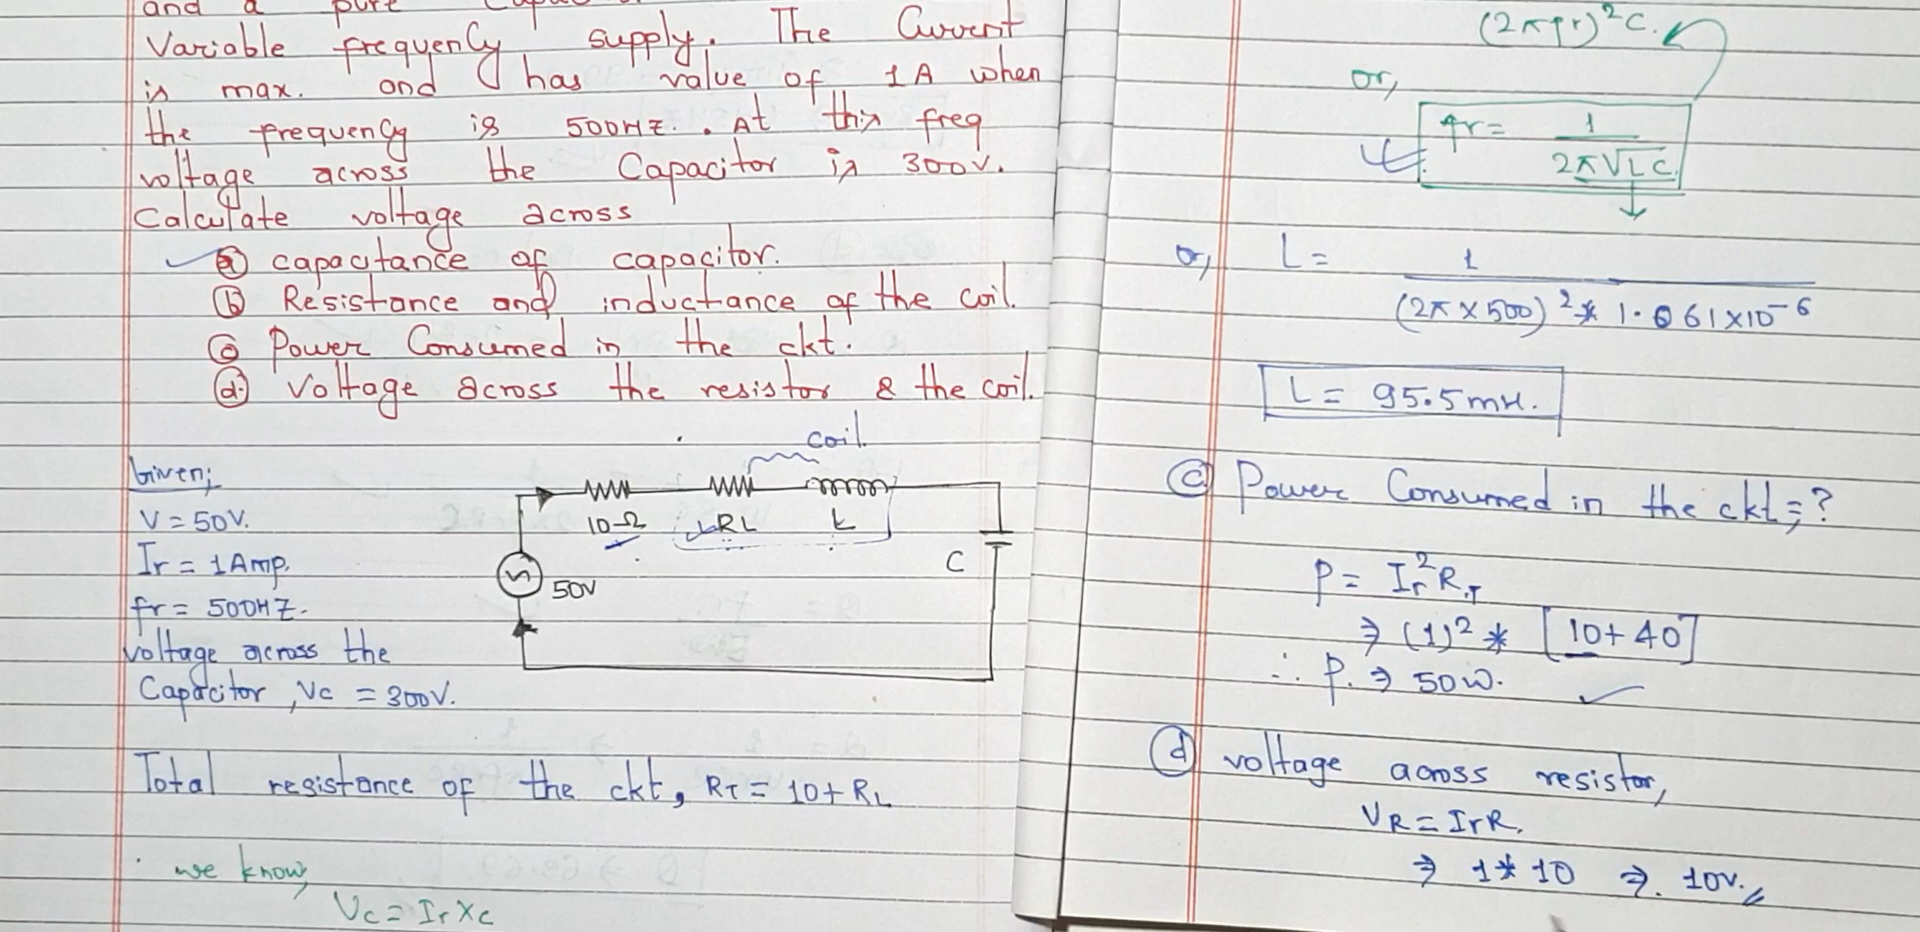 and a pure
Variable frequency supply. The Current
is max. and has value of 1A when
the frequency is 500HZ. At this freq
voltage across the Capacitor is 300V.
Calculate voltage across
(a) capacitance of capacitor.
(b) Resistance and inductance of the coil.
(c) Power Consumed in the ckt.
(d) Voltage across the resistor & the coil.
coil
Given;
V = 50V.
Ir = 1Amp.
fr = 500HZ.
Voltage across the
Capacitor, Vc = 300V.
10-Ω RL L
50V
C
Total resistance of the ckt, RT = 10 + RL
we know,
Vc = Ir Xc
(2πfr)²C.
or,
fr = 1 / 2π√LC
or, L = 1 / (2π×500)² * 1.061×10⁻⁶
L = 95.5mH.
(c) Power Consumed in the ckt = ?
P = Ir² RT
⇒ (1)² * [10+40]
∴ P. ⇒ 50W.
(d) voltage across resistor,
VR = IrR,
⇒ 1*10 ⇒. 10V.